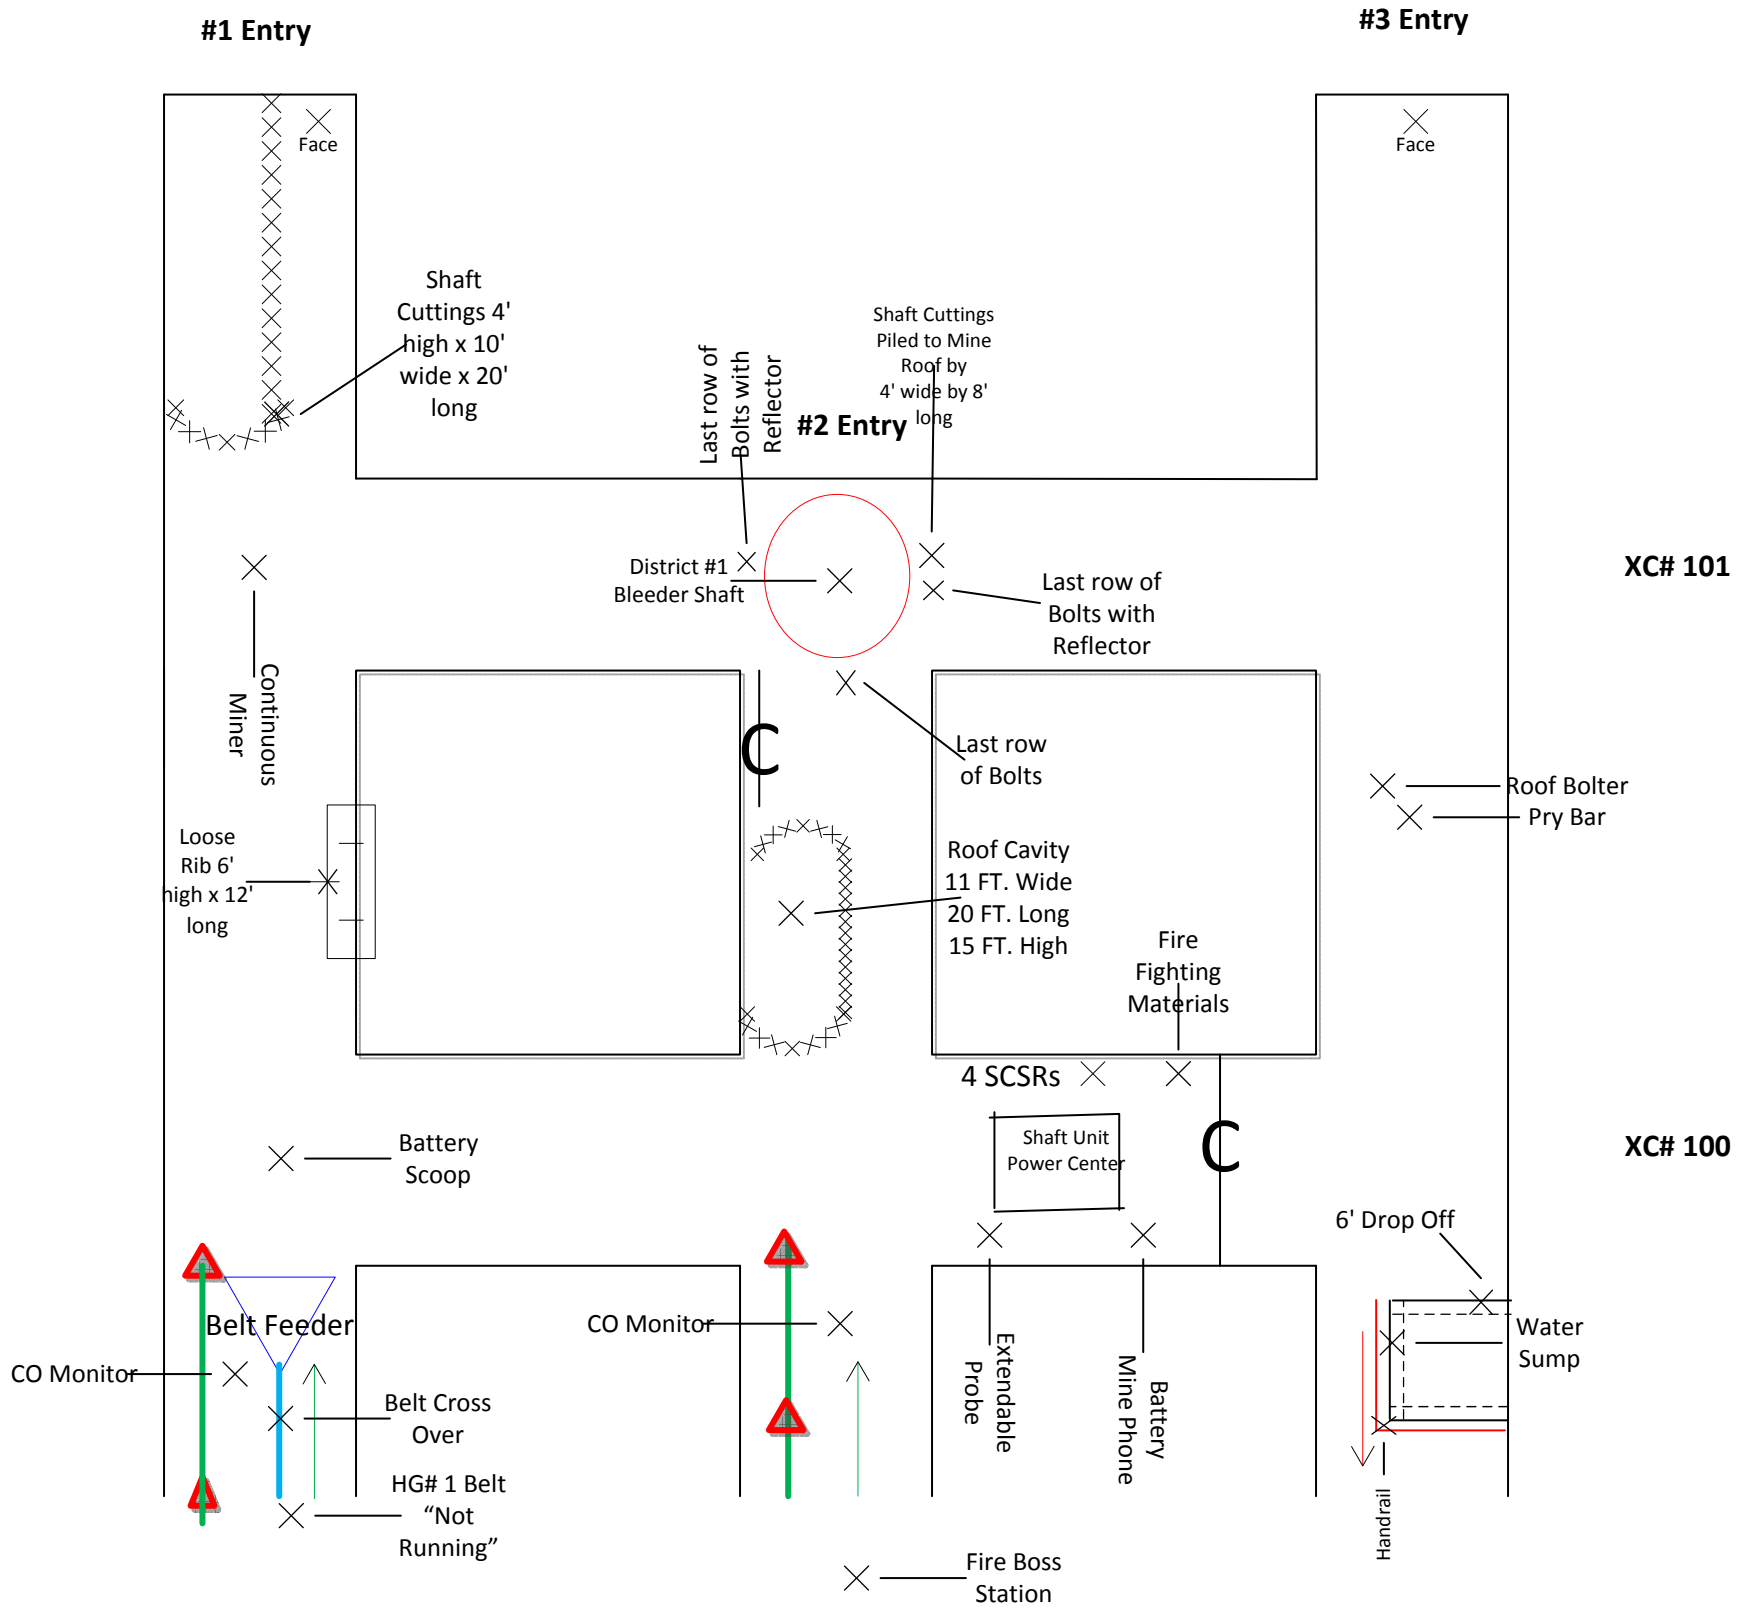 #1 Entry
#3 Entry
Face
Face
Shaft
Cuttings 4'
high x 10'
wide x 20'
long
Last row of
Bolts with
Reflector
Shaft Cuttings
Piled to Mine
Roof by
4' wide by 8'
long
#2 Entry
District #1
Bleeder Shaft
Last row of
Bolts with
Reflector
XC# 101
Continuous
Miner
C
Last row
of Bolts
Roof Bolter
Pry Bar
Loose
Rib 6'
high x 12'
long
Roof Cavity
11 FT. Wide
20 FT. Long
15 FT. High
Fire
Fighting
Materials
4 SCSRs
Battery
Scoop
Shaft Unit
Power Center
C
XC# 100
6' Drop Off
Belt Feeder
CO Monitor
CO Monitor
Extendable
Probe
Battery
Mine Phone
Water
Sump
Belt Cross
Over
HG# 1 Belt
“Not
Running”
Handrail
Fire Boss
Station